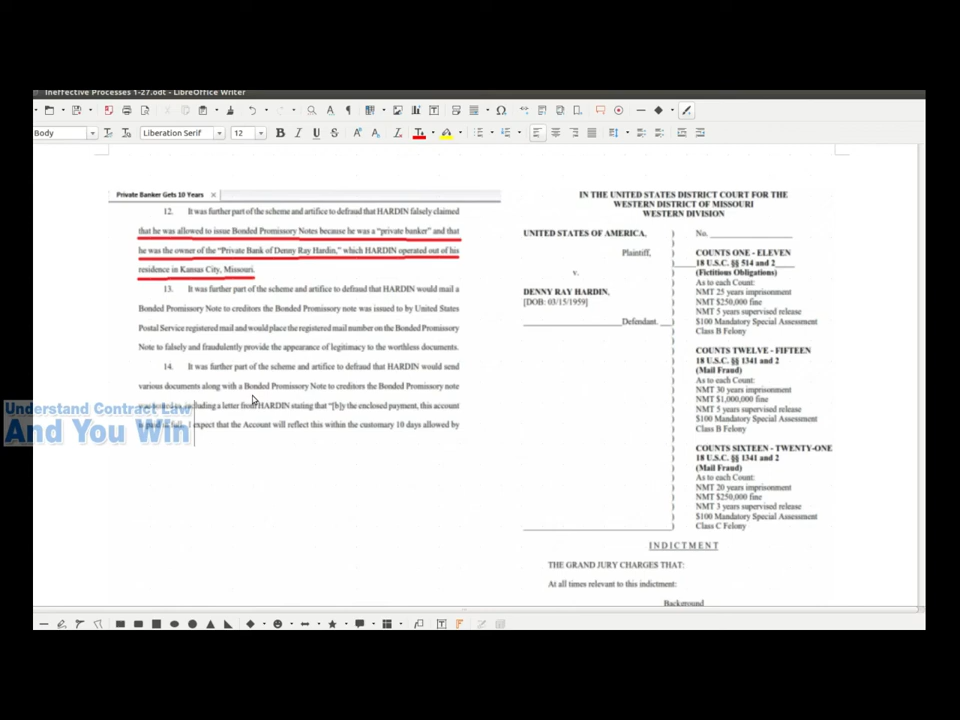 Ineffective Processes 1-27.odt - LibreOffice Writer
Body
Liberation Serif
12
Private Banker Gets 10 Years
12. It was further part of the scheme and artifice to defraud that HARDIN falsely claimed
that he was allowed to issue Bonded Promissory Notes because he was a “private banker” and that
he was the owner of the “Private Bank of Denny Ray Hardin,” which HARDIN operated out of his
residence in Kansas City, Missouri.
13. It was further part of the scheme and artifice to defraud that HARDIN would mail a
Bonded Promissory Note to creditors the Bonded Promissory note was issued to by United States
Postal Service registered mail and would place the registered mail number on the Bonded Promissory
Note to falsely and fraudulently provide the appearance of legitimacy to the worthless documents.
14. It was further part of the scheme and artifice to defraud that HARDIN would send
various documents along with a Bonded Promissory Note to creditors the Bonded Promissory note
including a letter from HARDIN stating that “[b]y the enclosed payment, this account
I expect that the Account will reflect this within the customary 10 days allowed by
Understand Contract Law
And You Win
IN THE UNITED STATES DISTRICT COURT FOR THE
WESTERN DISTRICT OF MISSOURI
WESTERN DIVISION
UNITED STATES OF AMERICA,
Plaintiff,
v.
DENNY RAY HARDIN,
[DOB: 03/15/1959]
Defendant.
No.
COUNTS ONE - ELEVEN
18 U.S.C. §§ 514 and 2
(Fictitious Obligations)
As to each Count:
NMT 25 years imprisonment
NMT $250,000 fine
NMT 5 years supervised release
$100 Mandatory Special Assessment
Class B Felony
COUNTS TWELVE - FIFTEEN
18 U.S.C. §§ 1341 and 2
(Mail Fraud)
As to each Count:
NMT 30 years imprisonment
NMT $1,000,000 fine
NMT 5 years supervised release
$100 Mandatory Special Assessment
Class B Felony
COUNTS SIXTEEN - TWENTY-ONE
18 U.S.C. §§ 1341 and 2
(Mail Fraud)
As to each Count:
NMT 20 years imprisonment
NMT $250,000 fine
NMT 3 years supervised release
$100 Mandatory Special Assessment
Class C Felony
INDICTMENT
THE GRAND JURY CHARGES THAT:
At all times relevant to this indictment:
Background